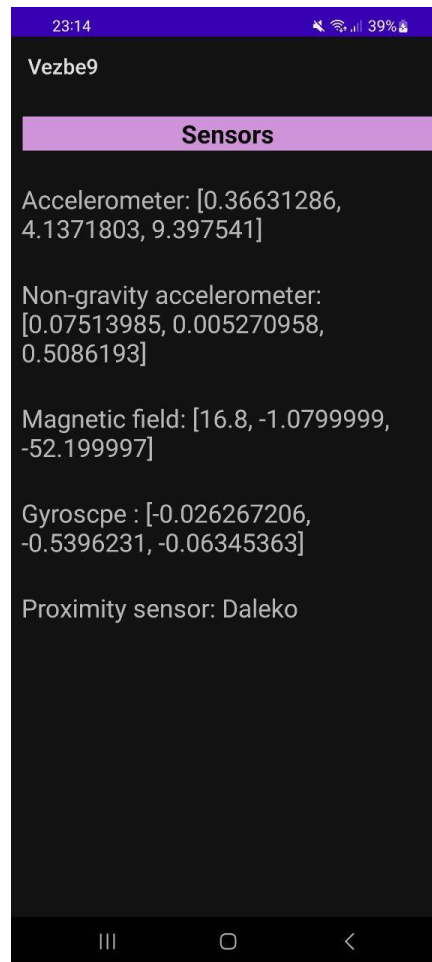 23:14
39%
Vezbe9
Sensors
Accelerometer: [0.36631286,
4.1371803, 9.397541]
Non-gravity accelerometer:
[0.07513985, 0.005270958,
0.5086193]
Magnetic field: [16.8, -1.0799999,
-52.199997]
Gyroscpe : [-0.026267206,
-0.5396231, -0.06345363]
Proximity sensor: Daleko